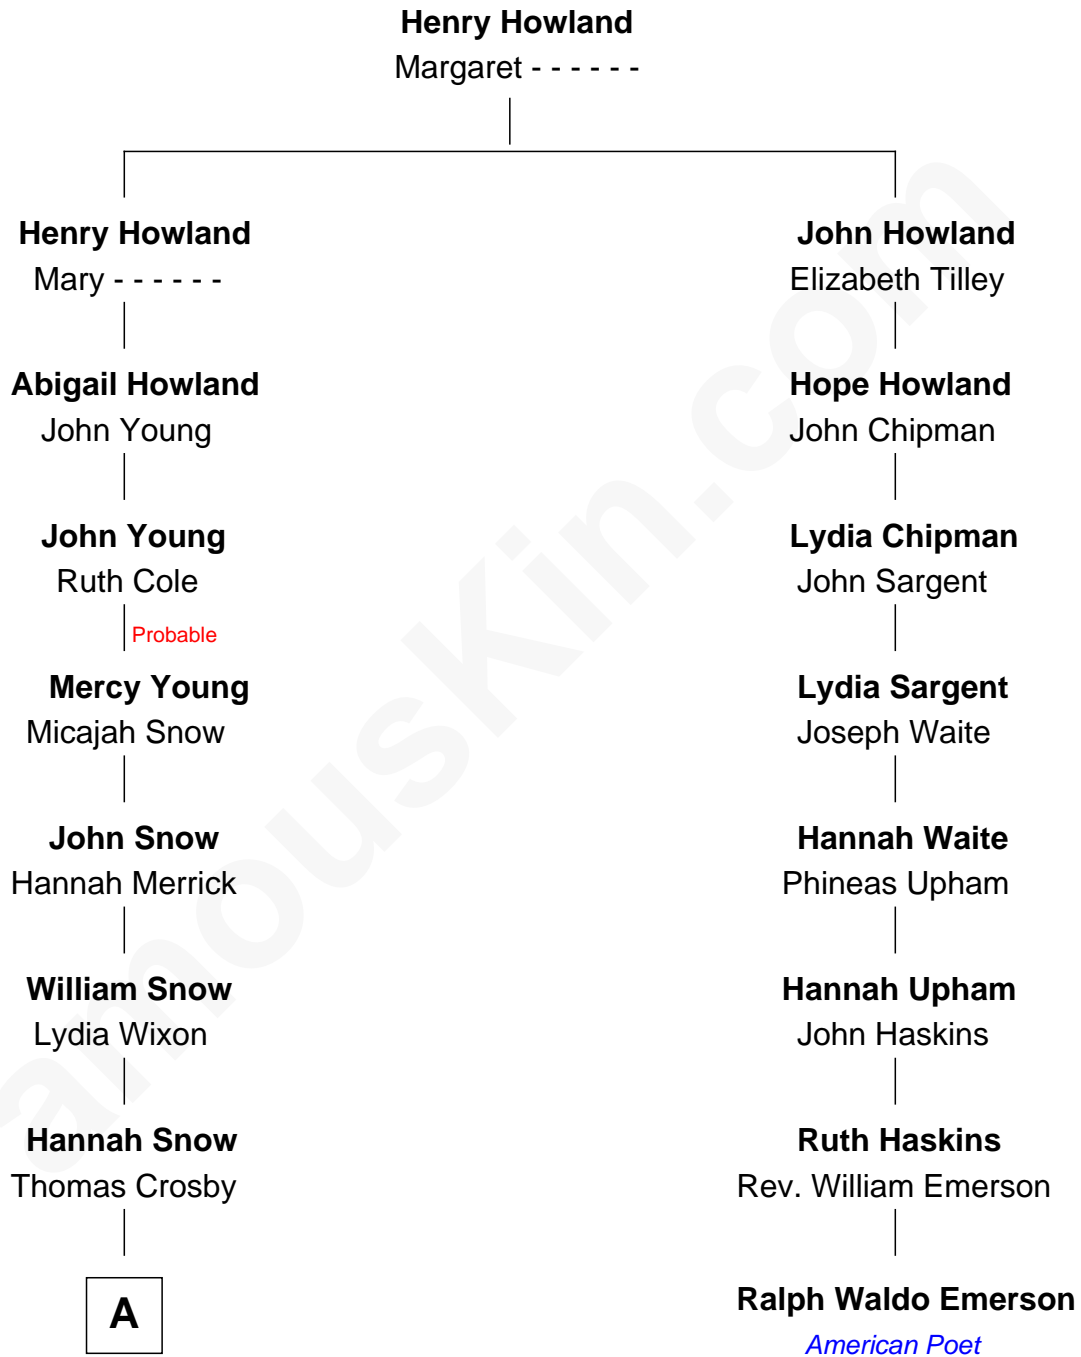 Henry Howland
Margaret - - - - - -
Henry Howland
Mary - - - - - -
John Howland
Elizabeth Tilley
Abigail Howland
John Young
Hope Howland
John Chipman
John Young
Ruth Cole
Lydia Chipman
John Sargent
Probable
Mercy Young
Micajah Snow
Lydia Sargent
Joseph Waite
John Snow
Hannah Merrick
Hannah Waite
Phineas Upham
William Snow
Lydia Wixon
Hannah Upham
John Haskins
Hannah Snow
Thomas Crosby
Ruth Haskins
Rev. William Emerson
A
Ralph Waldo Emerson
American Poet
amouskin.com